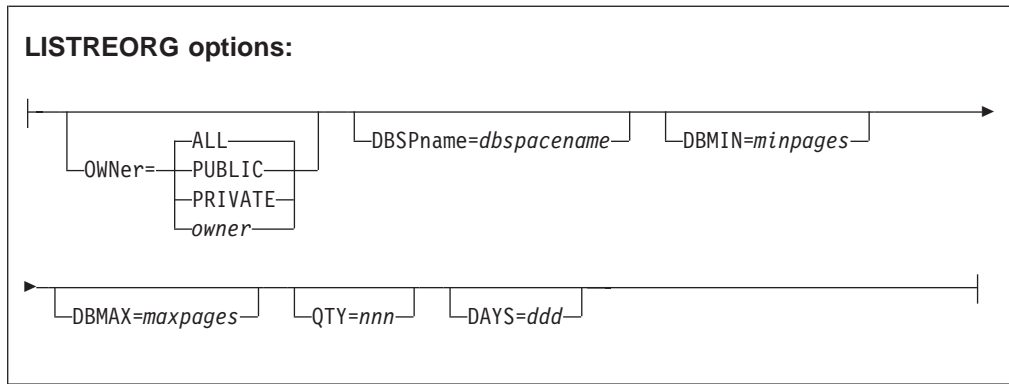 LISTREORG options:
ALL
OWNer= PUBLIC DBSPname=dbspacename DBMIN=minpages
PRIVATE
owner
DBMAX=maxpages QTY=nnn DAYS=ddd